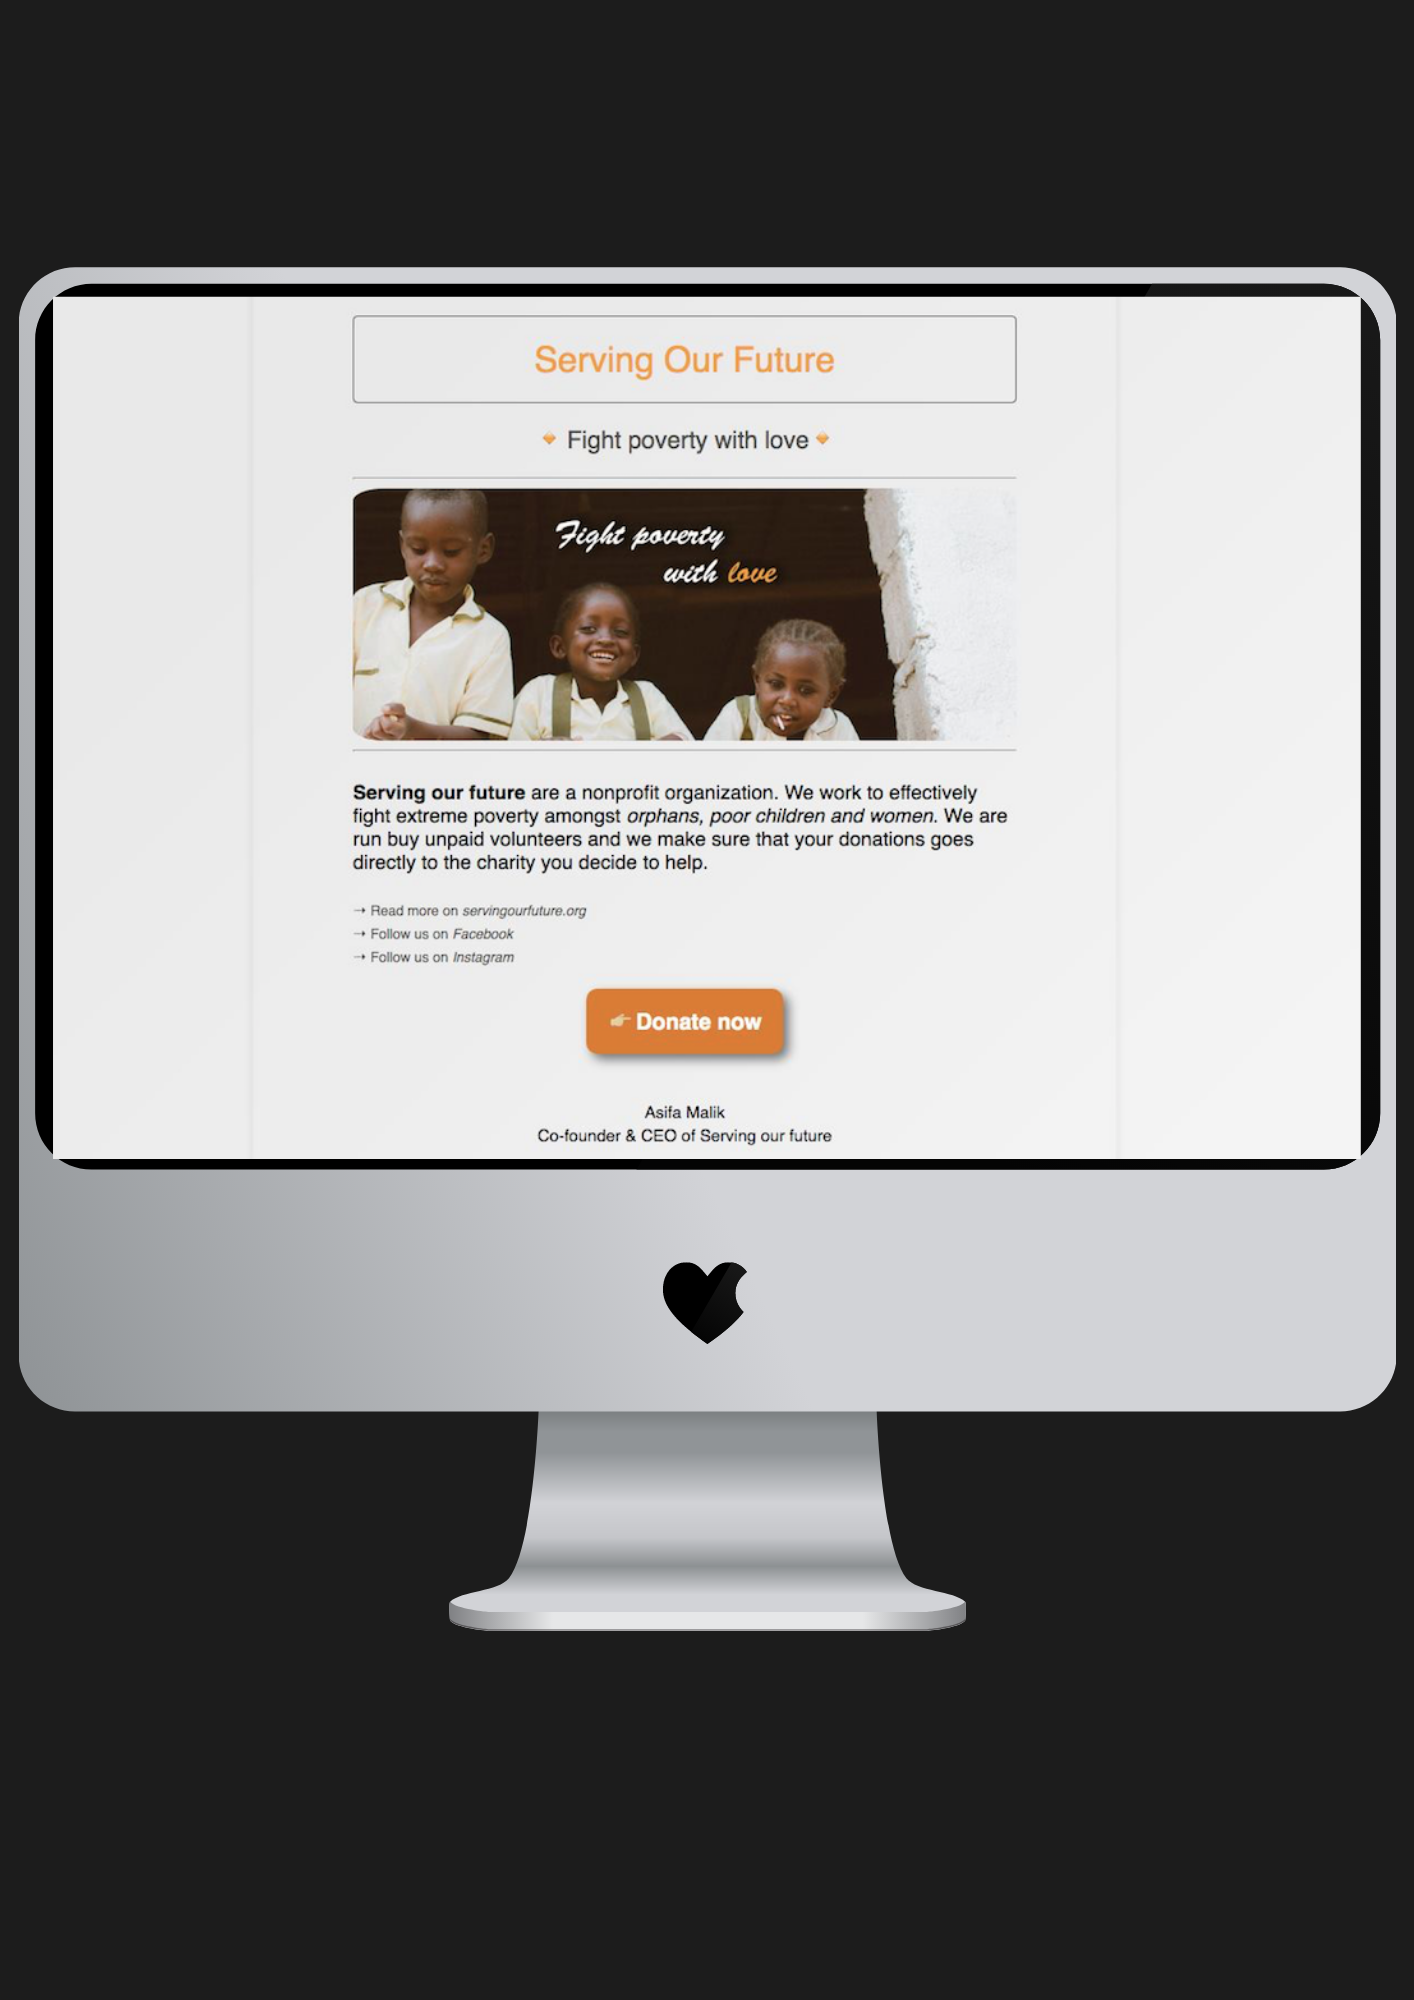 Serving Our Future
🔸 Fight poverty with love 🔸
Fight poverty
with love
Serving our future are a nonprofit organization. We work to effectively
fight extreme poverty amongst orphans, poor children and women. We are
run buy unpaid volunteers and we make sure that your donations goes
directly to the charity you decide to help.
→ Read more on servingourfuture.org
→ Follow us on Facebook
→ Follow us on Instagram
👉 Donate now
Asifa Malik
Co-founder & CEO of Serving our future